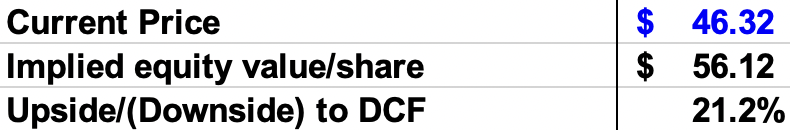 Current Price $ 46.32
Implied equity value/share $ 56.12
Upside/(Downside) to DCF 21.2%